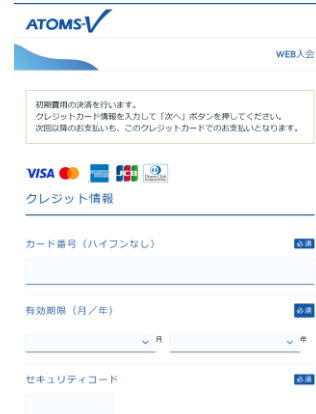 ATOMS-V
WEB入会
初期費用の決済を行います。
クレジットカード情報を入力して「次へ」ボタンを押してください。
次回以降のお支払いも、このクレジットカードでのお支払いとなります。
VISA JCB
クレジット情報
カード番号（ハイフンなし） 必須
有効期限（月／年） 必須
月 年
セキュリティコード 必須